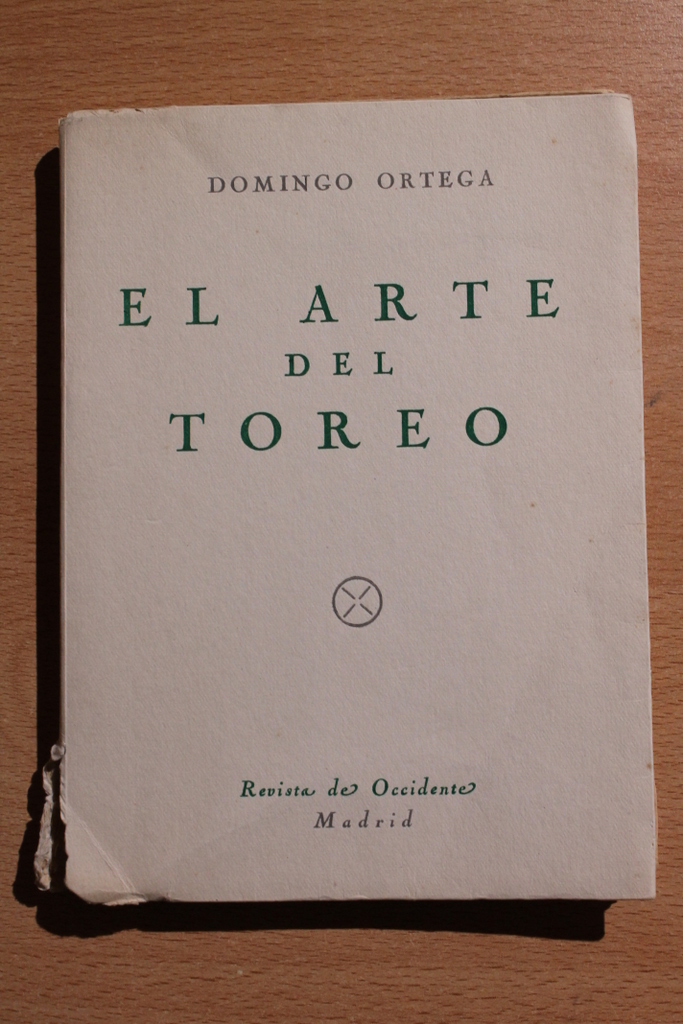 DOMINGO ORTEGA
EL ARTE
DEL
TOREO
Revista de Occidente
Madrid